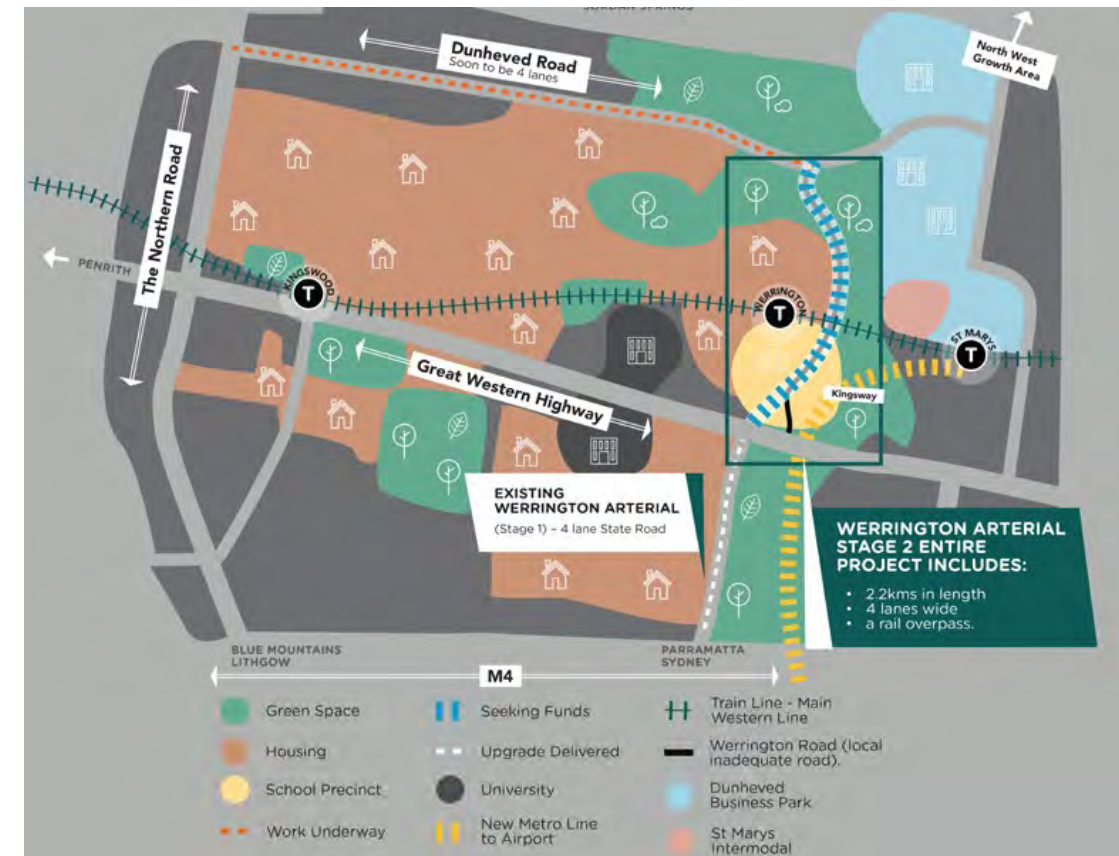 JORDAN SPRINGS
North West
Growth Area
Dunheved Road
Soon to be 4 lanes
The Northern Road
PENRITH
KINGSWOOD
T
WERRINGTON
T
ST MARYS
T
Kingsway
Great Western Highway
EXISTING
WERRINGTON ARTERIAL
(Stage 1) – 4 lane State Road
WERRINGTON ARTERIAL
STAGE 2 ENTIRE
PROJECT INCLUDES:
• 2.2kms in length
• 4 lanes wide
• a rail overpass.
BLUE MOUNTAINS
LITHGOW
PARRAMATTA
SYDNEY
M4
Green Space
Housing
School Precinct
Work Underway
Seeking Funds
Upgrade Delivered
University
New Metro Line
to Airport
Train Line - Main
Western Line
Werrington Road (local
inadequate road).
Dunheved
Business Park
St Marys
Intermodal